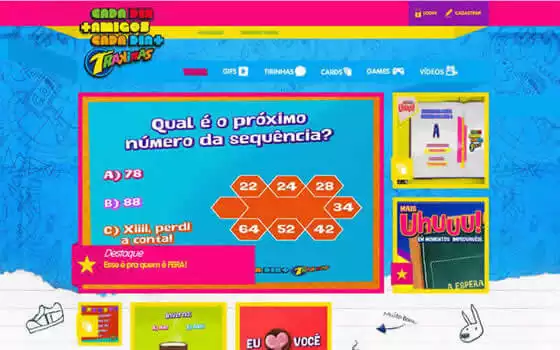 CADA DIA
+AMIGOS
CADA DIA+
TRAKINAS
LOGIN
CADASTRAR
GIFS
TIRINHAS
CARDS
GAMES
VÍDEOS
Qual é o próximo
número da sequência?
A) 78
B) 88
C) Xiiii, perdi
a conta!
22 24 28
34
64 52 42
Destaque
Esse é pra quem é FERA!
A
MAIS
Uhuuu!
EM MOMENTOS IMPROVÁVEIS.
A ESPERA
EU
VOCÊ
Muito bom